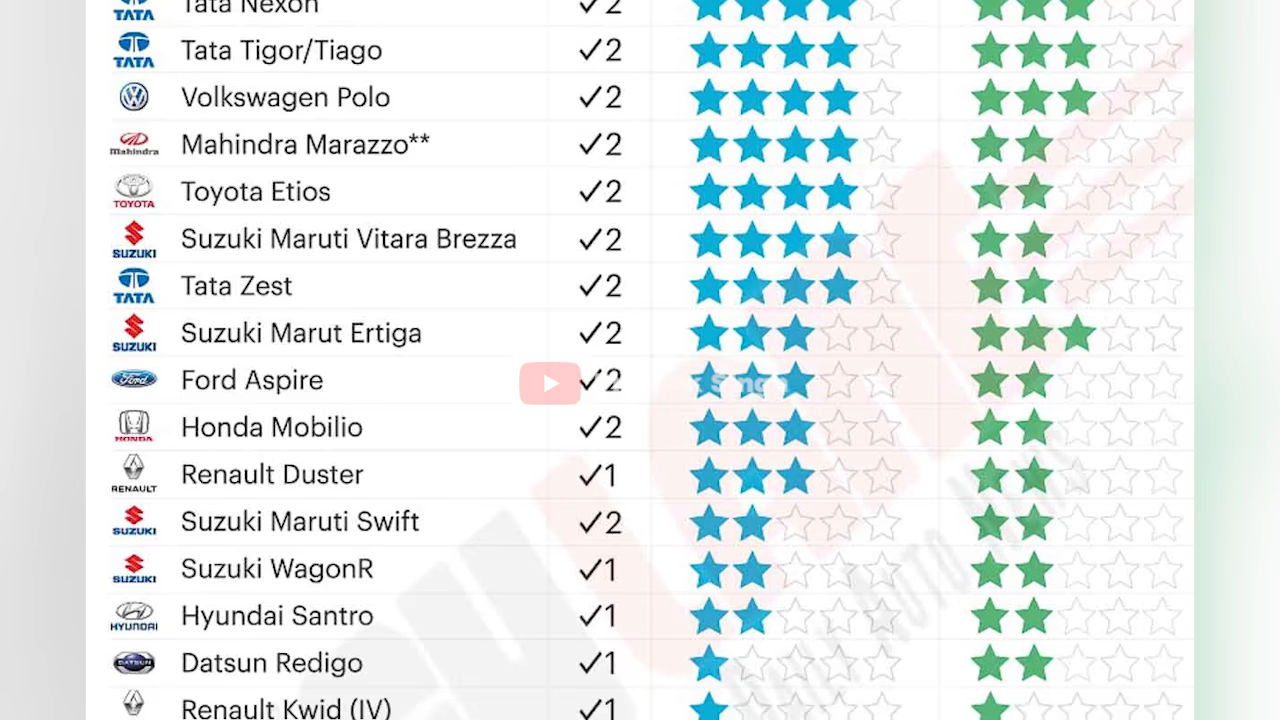 TATA Tata Nexon ✓2
TATA Tata Tigor/Tiago ✓2
Volkswagen Polo ✓2
Mahindra Mahindra Marazzo** ✓2
TOYOTA Toyota Etios ✓2
SUZUKI Suzuki Maruti Vitara Brezza ✓2
TATA Tata Zest ✓2
SUZUKI Suzuki Marut Ertiga ✓2
Ford Ford Aspire ✓2
HONDA Honda Mobilio ✓2
RENAULT Renault Duster ✓1
SUZUKI Suzuki Maruti Swift ✓2
SUZUKI Suzuki WagonR ✓1
HYUNDAI Hyundai Santro ✓1
DATSUN Datsun Redigo ✓1
Renault Kwid (IV) ✓1